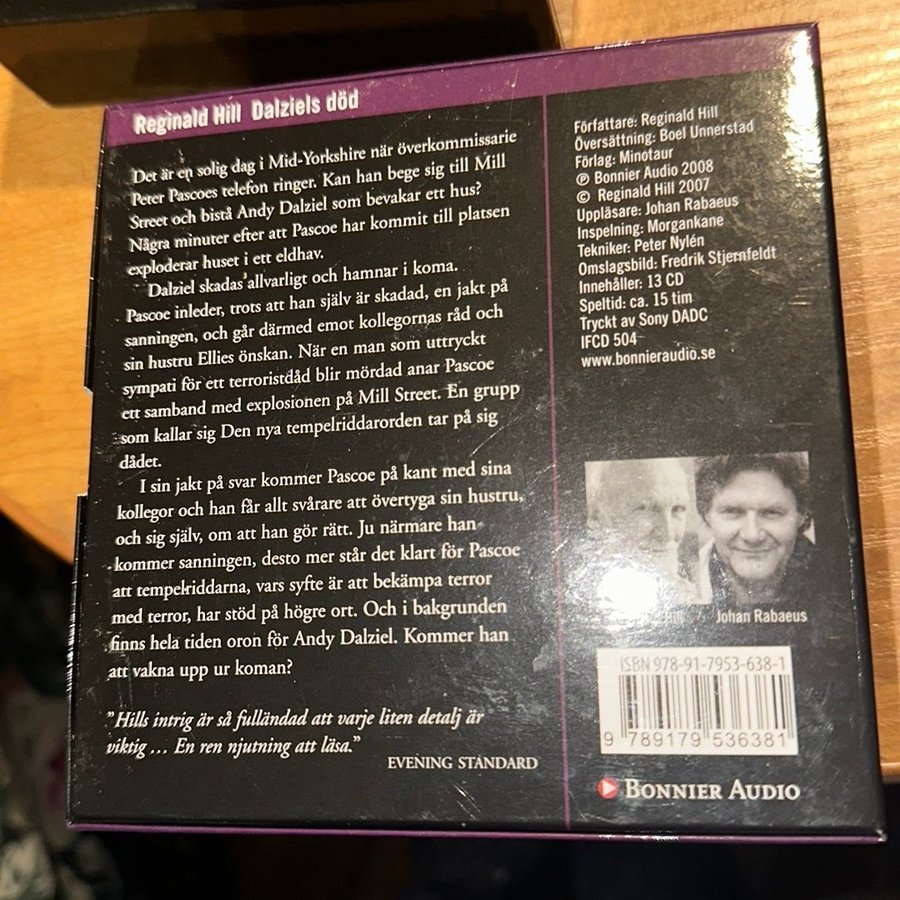 Reginald Hill Dalziels död
Det är en solig dag i Mid-Yorkshire när överkommissarie
Peter Pascoes telefon ringer. Kan han bege sig till Mill
Street och bistå Andy Dalziel som bevakar ett hus?
Några minuter efter att Pascoe har kommit till platsen
exploderar huset i ett eldhav.
Dalziel skadas allvarligt och hamnar i koma.
Pascoe inleder, trots att han själv är skadad, en jakt på
sanningen, och går därmed emot kollegornas råd och
sin hustru Ellies önskan. När en man som uttryckt
sympati för ett terroristdåd blir mördad anar Pascoe
ett samband med explosionen på Mill Street. En grupp
som kallar sig Den nya tempelriddarorden tar på sig
dådet.
I sin jakt på svar kommer Pascoe på kant med sina
kollegor och han får allt svårare att övertyga sin hustru,
och sig själv, om att han gör rätt. Ju närmare han
kommer sanningen, desto mer står det klart för Pascoe
att tempelriddarna, vars syfte är att bekämpa terror
med terror, har stöd på högre ort. Och i bakgrunden
finns hela tiden oron för Andy Dalziel. Kommer han
att vakna upp ur koman?
"Hills intrig är så fulländad att varje liten detalj är
viktig ... En ren njutning att läsa."
EVENING STANDARD
Författare: Reginald Hill
Översättning: Boel Unnerstad
Förlag: Minotaur
℗ Bonnier Audio 2008
© Reginald Hill 2007
Uppläsare: Johan Rabaeus
Inspelning: Morgankane
Tekniker: Peter Nylén
Omslagsbild: Fredrik Stjernfeldt
Innehåller: 13 CD
Speltid: ca. 15 tim
Tryckt av Sony DADC
IFCD 504
www.bonnieraudio.se
Hill Johan Rabaeus
ISBN 978-91-7953-638-1
9 789179 536381
BONNIER AUDIO